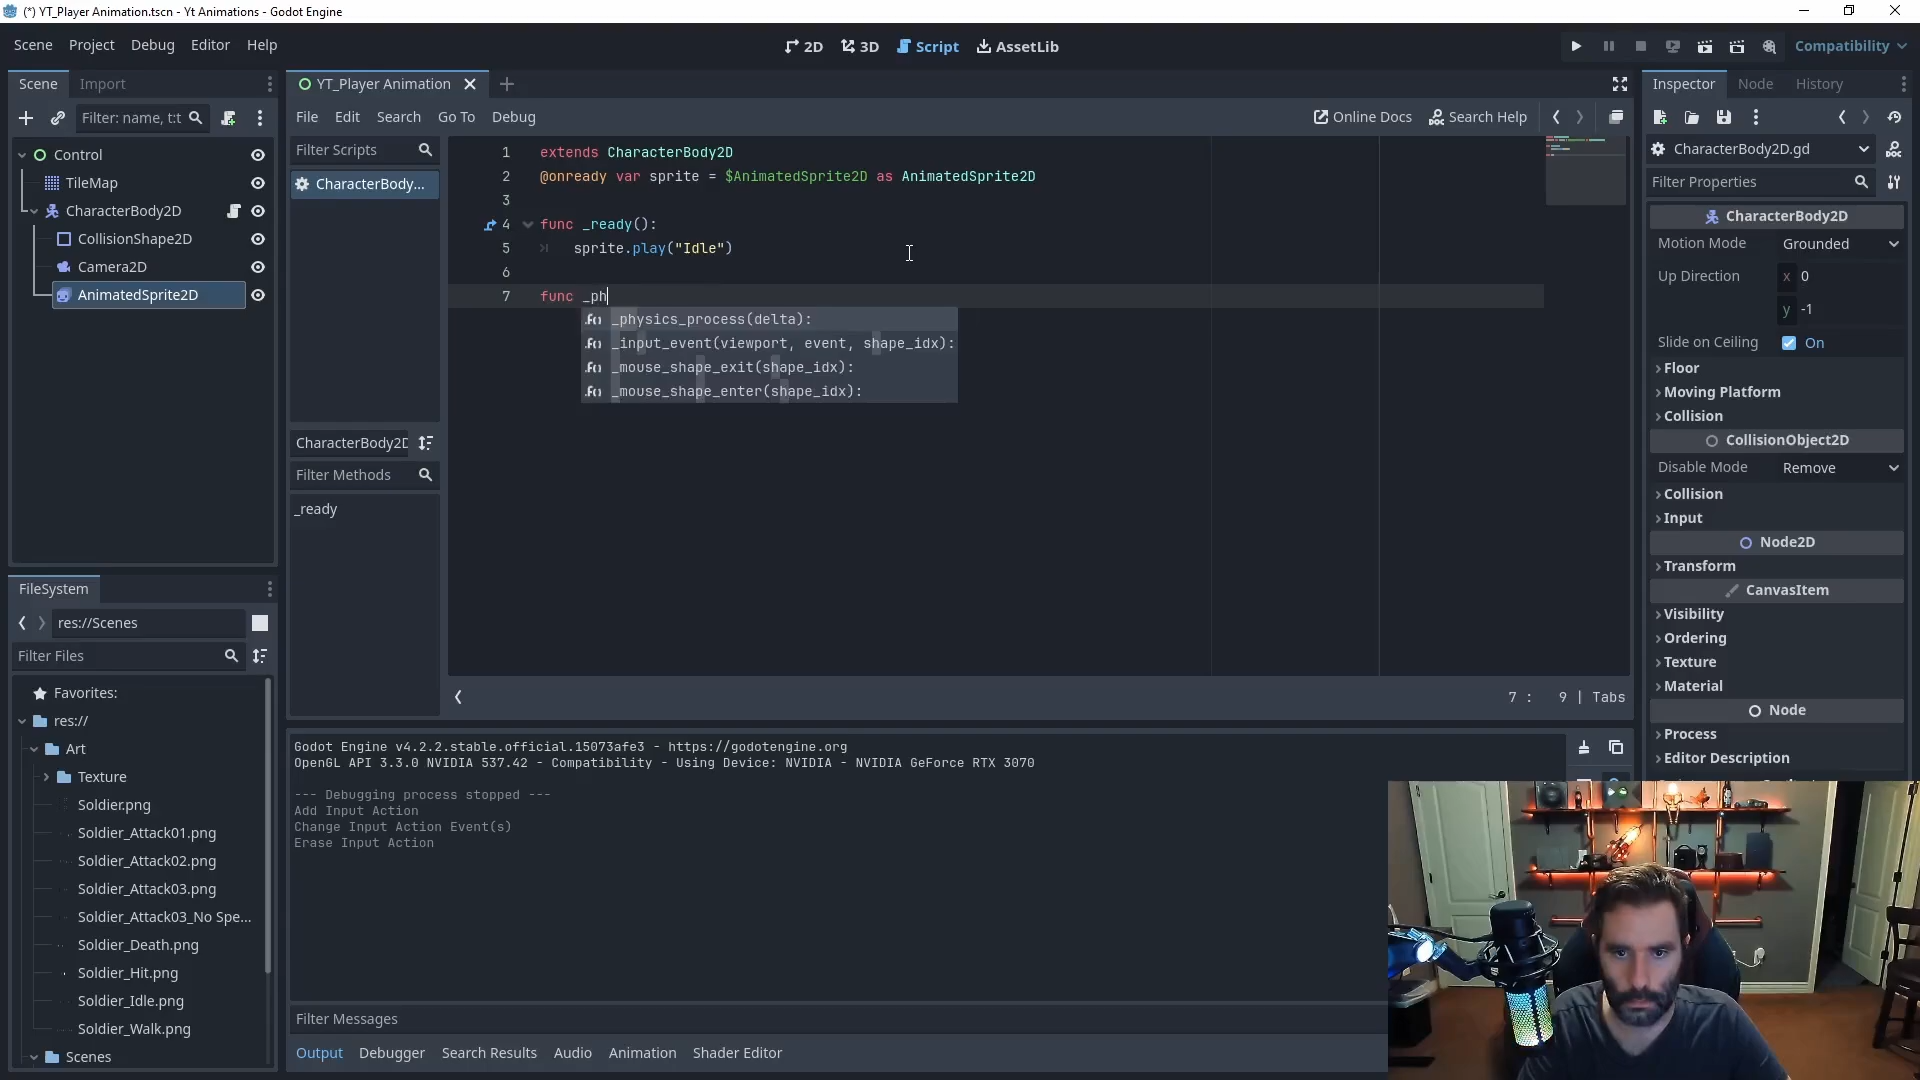 (*) YT_Player Animation.tscn - Yt Animations - Godot Engine
Scene Project Debug Editor Help
2D 3D Script AssetLib
Compatibility
Scene Import
Filter: name, t:t
Control
TileMap
CharacterBody2D
CollisionShape2D
Camera2D
AnimatedSprite2D
YT_Player Animation
File Edit Search Go To Debug
Online Docs Search Help
Filter Scripts
CharacterBody...
CharacterBody2D
Filter Methods
_ready
1 extends CharacterBody2D
2 @onready var sprite = $AnimatedSprite2D as AnimatedSprite2D
3
4 func _ready():
5 sprite.play("Idle")
6
7 func _ph
_physics_process(delta):
_input_event(viewport, event, shape_idx):
_mouse_shape_exit(shape_idx):
_mouse_shape_enter(shape_idx):
7 : 9 | Tabs
Inspector Node History
CharacterBody2D.gd
Filter Properties
CharacterBody2D
Motion Mode Grounded
Up Direction x 0
y -1
Slide on Ceiling On
Floor
Moving Platform
Collision
CollisionObject2D
Disable Mode Remove
Collision
Input
Node2D
Transform
CanvasItem
Visibility
Ordering
Texture
Material
Node
Process
Editor Description
FileSystem
res://Scenes
Filter Files
Favorites:
res://
Art
Texture
Soldier.png
Soldier_Attack01.png
Soldier_Attack02.png
Soldier_Attack03.png
Soldier_Attack03_No Spe...
Soldier_Death.png
Soldier_Hit.png
Soldier_Idle.png
Soldier_Walk.png
Scenes
Godot Engine v4.2.2.stable.official.15073afe3 - https://godotengine.org
OpenGL API 3.3.0 NVIDIA 537.42 - Compatibility - Using Device: NVIDIA - NVIDIA GeForce RTX 3070
--- Debugging process stopped ---
Add Input Action
Change Input Action Event(s)
Erase Input Action
Filter Messages
Output Debugger Search Results Audio Animation Shader Editor